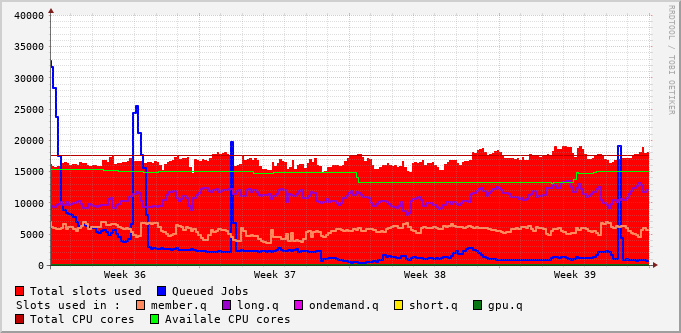 40000
35000
30000
25000
20000
15000
10000
5000
0
Week 36 Week 37 Week 38 Week 39
RRDTOOL / TOBI OETIKER
Total slots used Queued Jobs
Slots used in : member.q long.q ondemand.q short.q gpu.q
Total CPU cores Availale CPU cores